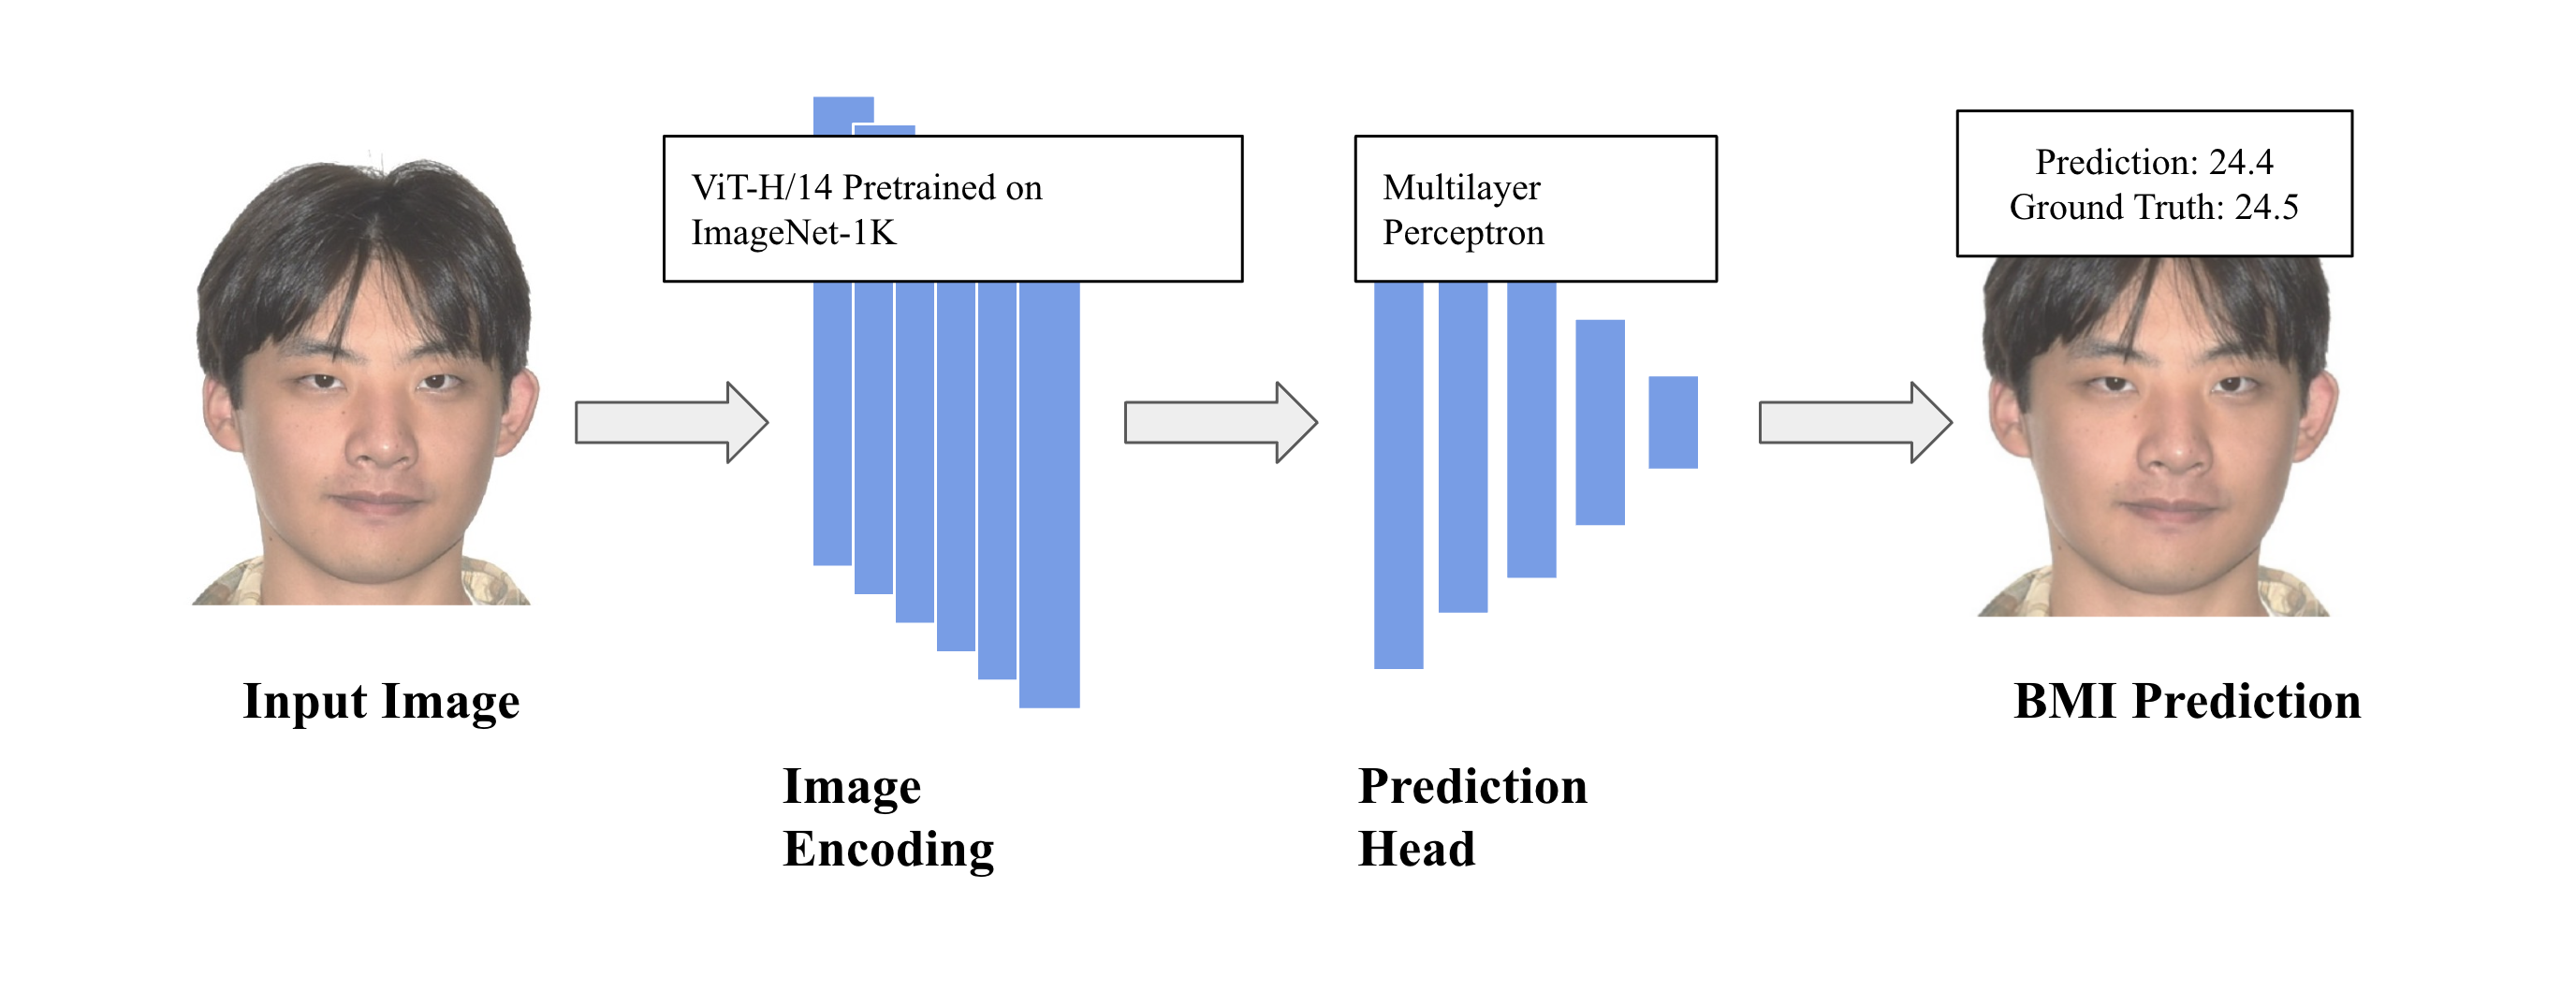 ViT-H/14 Pretrained on
ImageNet-1K
Multilayer
Perceptron
Prediction: 24.4
Ground Truth: 24.5
Input Image
Image
Encoding
Prediction
Head
BMI Prediction